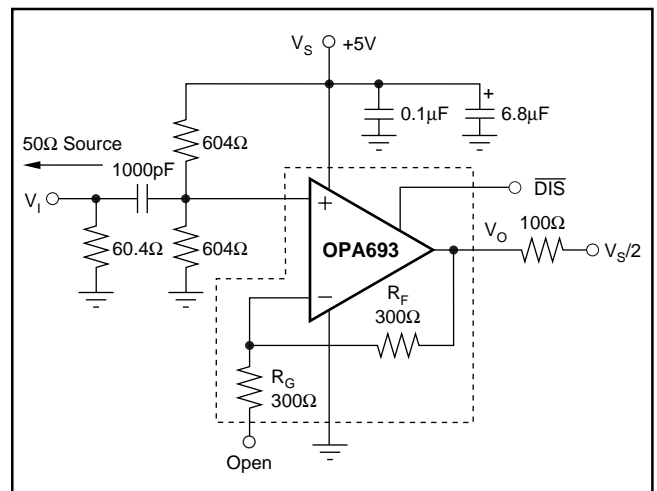 V_S +5V
0.1µF
6.8µF
50Ω Source
604Ω
1000pF
V_I
60.4Ω
604Ω
+
OPA693
−
DIS
V_O
100Ω
V_S/2
R_F
300Ω
R_G
300Ω
Open
+